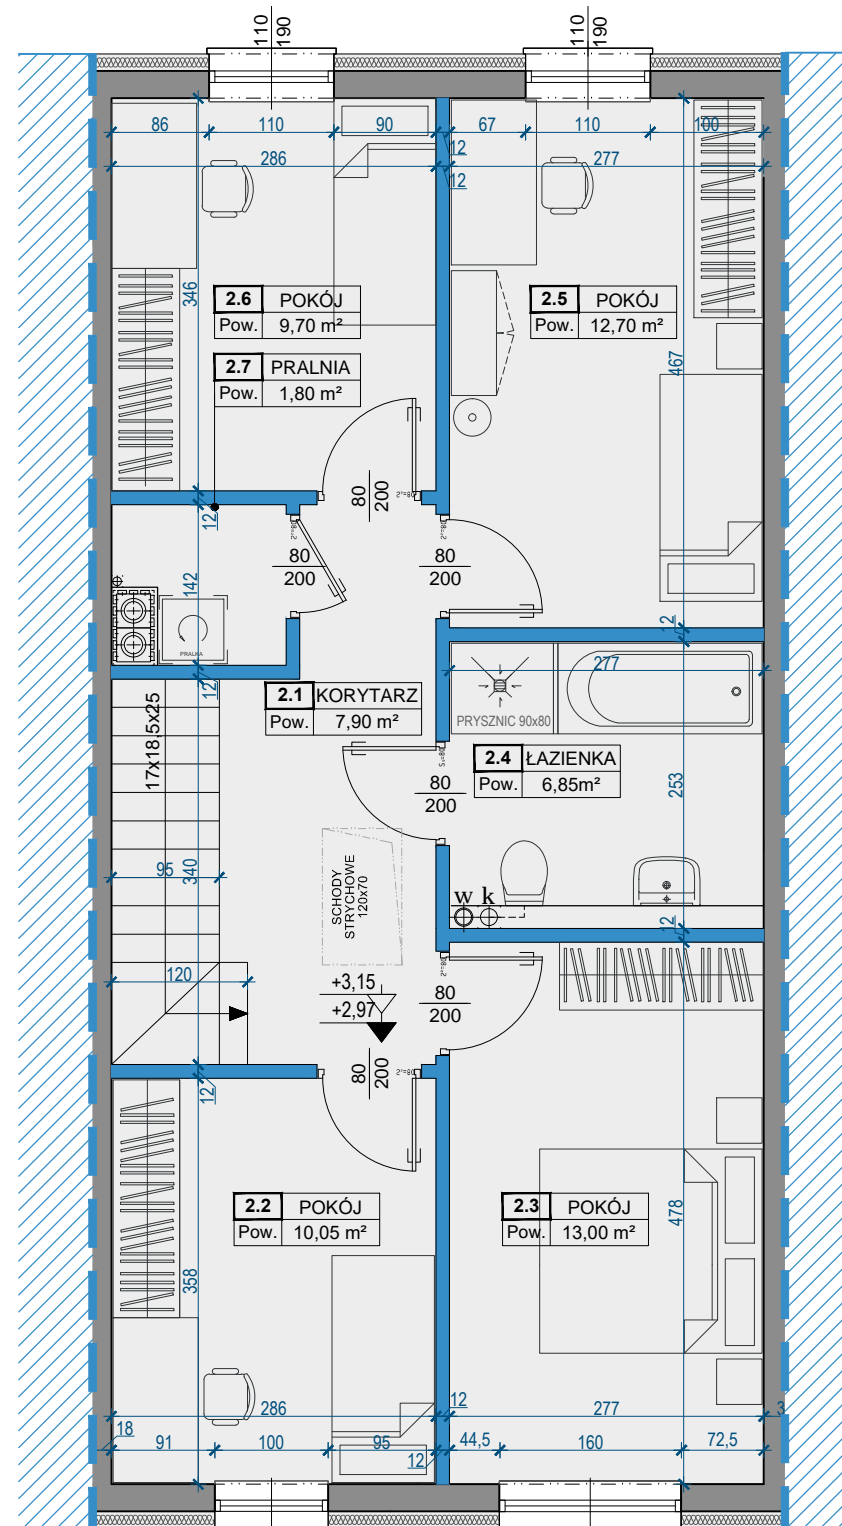 110
190
110
190
86
110
90
67
110
100
12
286
277
12
346
2.6 POKÓJ
Pow. 9,70 m²
2.5 POKÓJ
Pow. 12,70 m²
2.7 PRALNIA
Pow. 1,80 m²
467
80
200
12
142
80
200
80
200
PRALKA
12
12
277
2.1 KORYTARZ
Pow. 7,90 m²
17x18,5x25
PRYSZNIC 90x80
2.4 ŁAZIENKA
Pow. 6,85m²
253
80
200
95
340
SCHODY
STRYCHOWE
120x70
w k
12
120
+3,15
+2,97
80
200
80
200
12
2.2 POKÓJ
Pow. 10,05 m²
2.3 POKÓJ
Pow. 13,00 m²
478
358
286
12
277
3
18
91
100
95
12
44,5
160
72,5